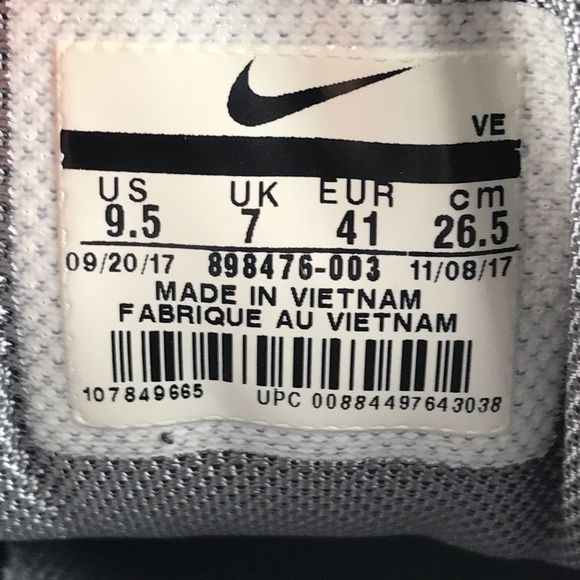 VE
US UK EUR cm
9.5 7 41 26.5
09/20/17 898476-003 11/08/17
MADE IN VIETNAM
FABRIQUE AU VIETNAM
107849665 UPC 00884497643038